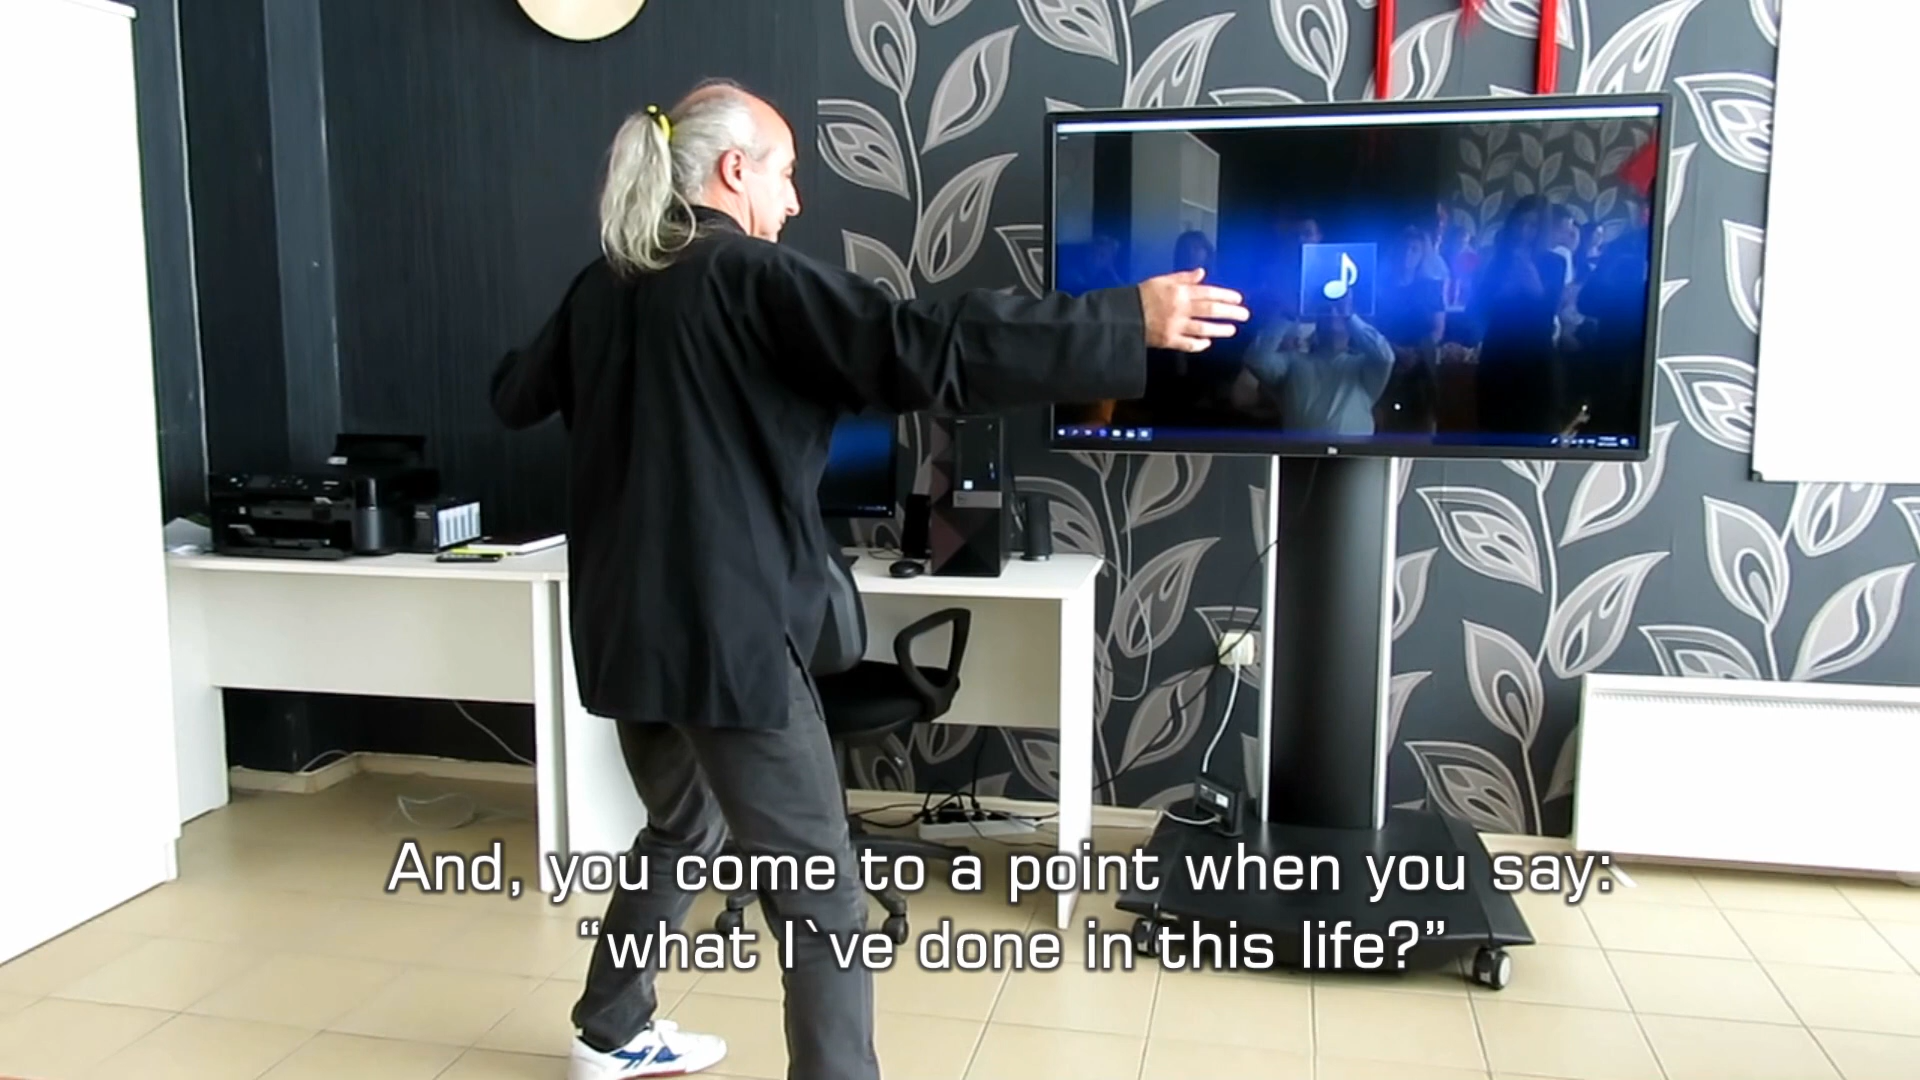 And, you come to a point when you say:
“what I`ve done in this life?”